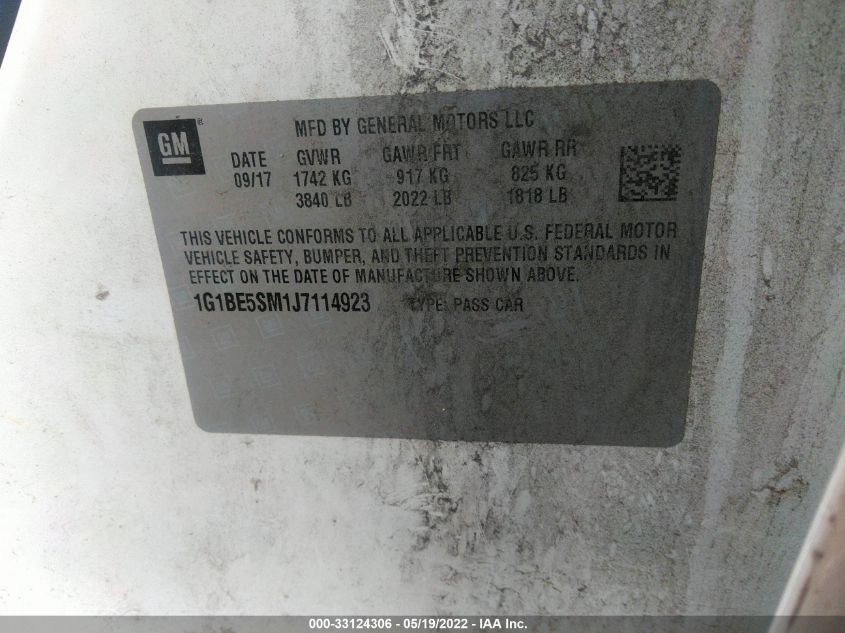 GM ®
MFD BY GENERAL MOTORS LLC
DATE GVWR GAWR FRT GAWR RR
09/17 1742 KG 917 KG 825 KG
3840 LB 2022 LB 1818 LB
THIS VEHICLE CONFORMS TO ALL APPLICABLE U.S. FEDERAL MOTOR
VEHICLE SAFETY, BUMPER, AND THEFT PREVENTION STANDARDS IN
EFFECT ON THE DATE OF MANUFACTURE SHOWN ABOVE.
1G1BE5SM1J7114923 TYPE: PASS CAR
000-33124306 - 05/19/2022 - IAA Inc.